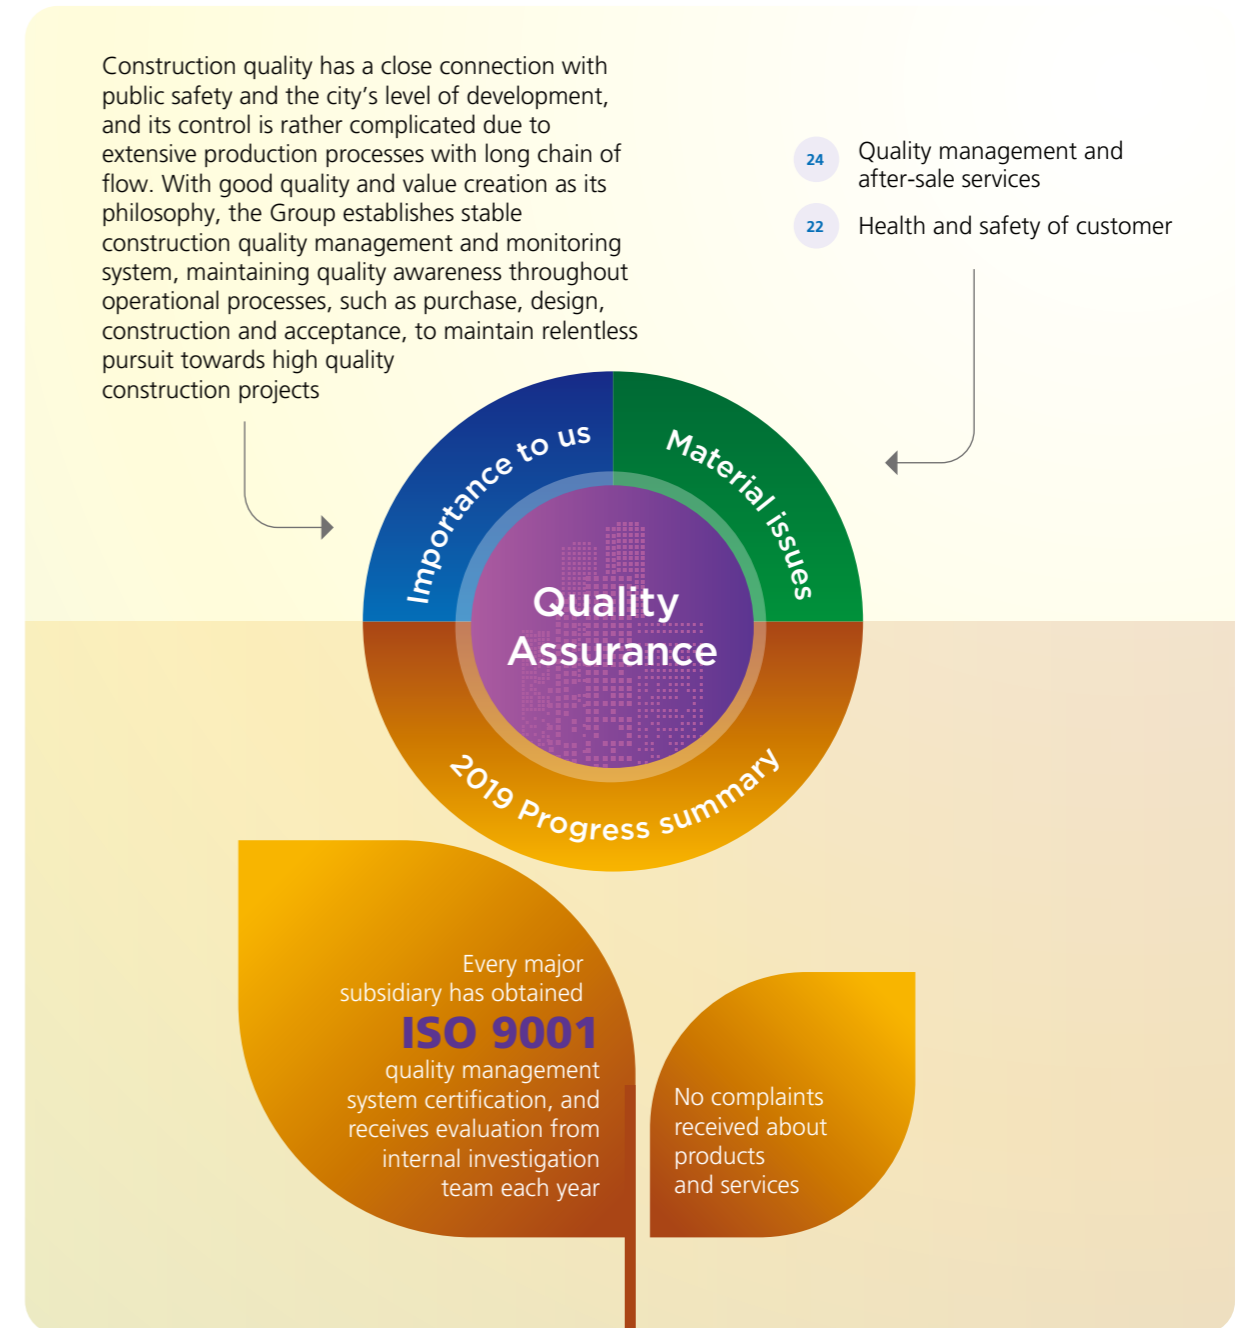 Construction quality has a close connection with
public safety and the city’s level of development,
and its control is rather complicated due to
extensive production processes with long chain of
flow. With good quality and value creation as its
philosophy, the Group establishes stable
construction quality management and monitoring
system, maintaining quality awareness throughout
operational processes, such as purchase, design,
construction and acceptance, to maintain relentless
pursuit towards high quality
construction projects
24 Quality management and
after-sale services
22 Health and safety of customer
Importance to us
Material issues
Quality
Assurance
2019 Progress summary
Every major
subsidiary has obtained
ISO 9001
quality management
system certification, and
receives evaluation from
internal investigation
team each year
No complaints
received about
products
and services